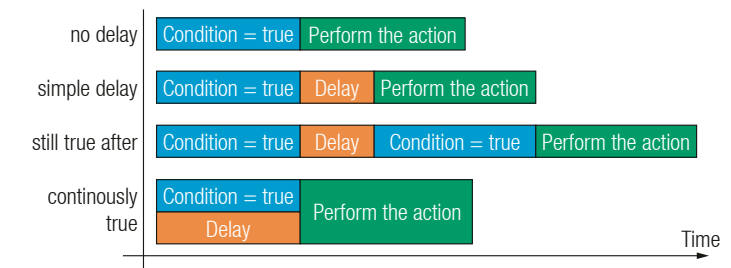 no delay Condition = true Perform the action
simple delay Condition = true Delay Perform the action
still true after Condition = true Delay Condition = true Perform the action
continously Condition = true
true Delay Perform the action
Time